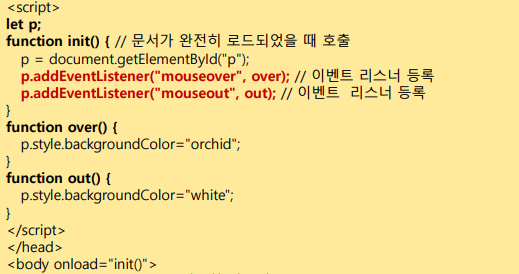 <script>
let p;
function init() { // 문서가 완전히 로드되었을 때 호출
p = document.getElementById("p");
p.addEventListener("mouseover", over); // 이벤트 리스너 등록
p.addEventListener("mouseout", out); // 이벤트 리스너 등록
}
function over() {
p.style.backgroundColor="orchid";
}
function out() {
p.style.backgroundColor="white";
}
</script>
</head>
<body onload="init()">